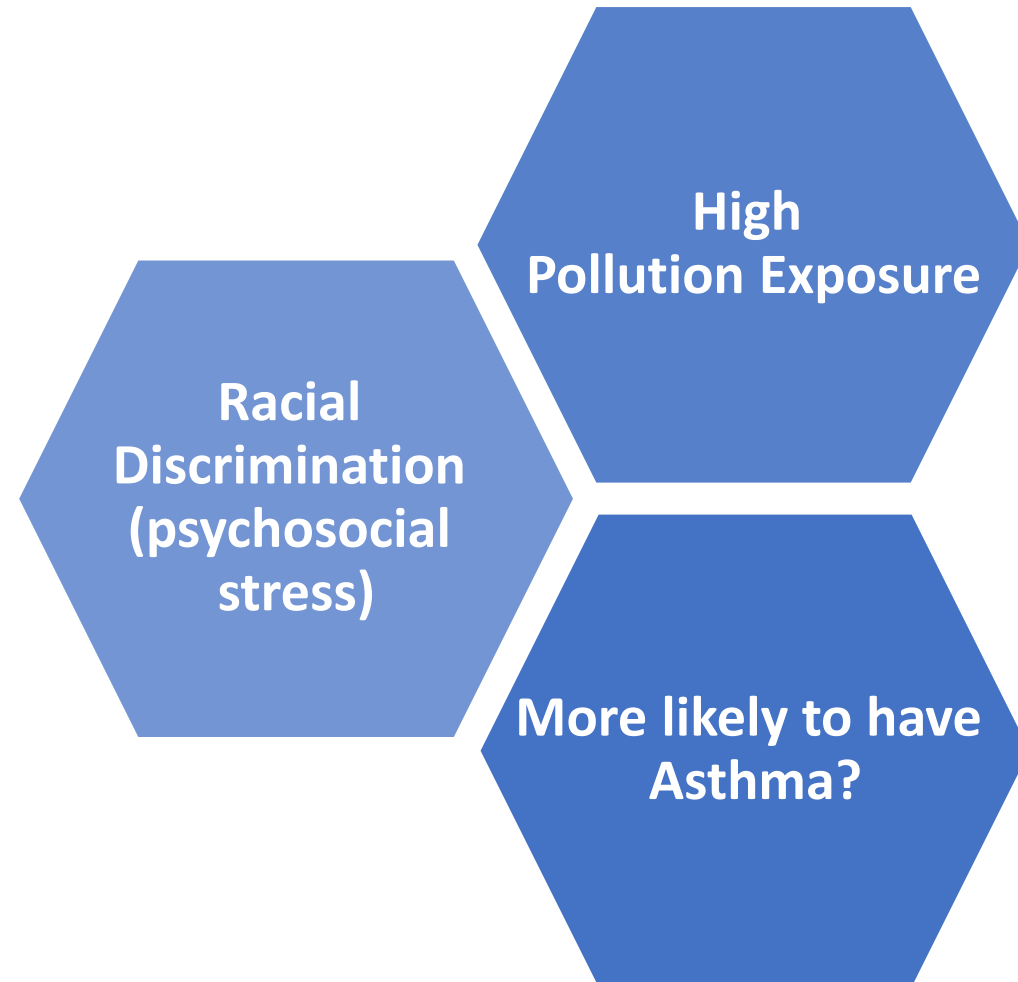 High
Pollution Exposure
Racial
Discrimination
(psychosocial
stress)
More likely to have
Asthma?